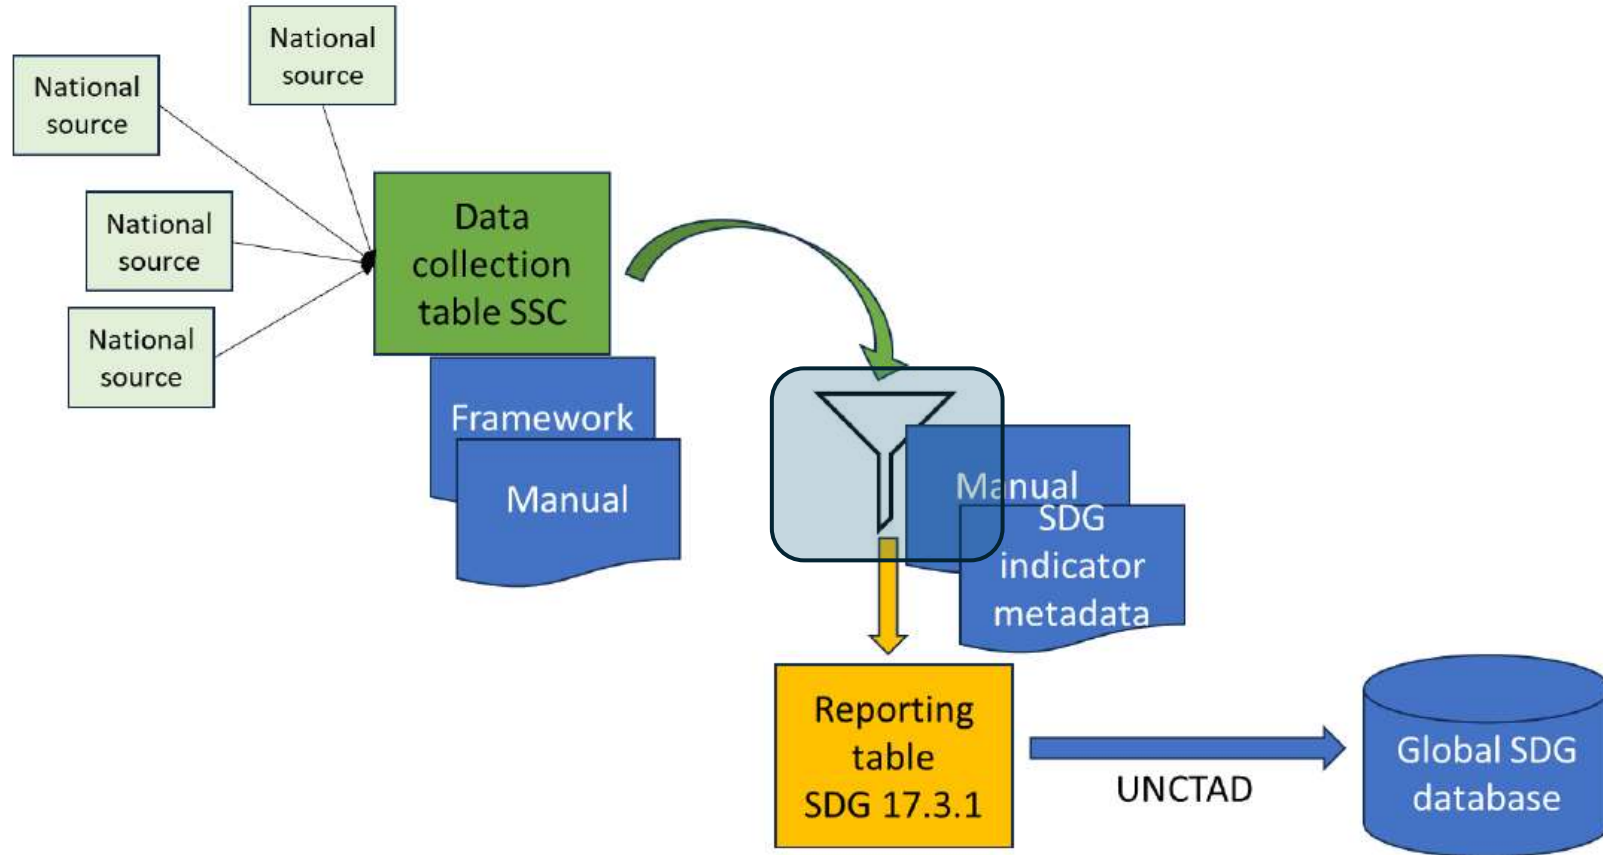 National
source
National
source
National
source
National
source
Data
collection
table SSC
Framework
Manual
Manual
SDG
indicator
metadata
Reporting
table
SDG 17.3.1
UNCTAD
Global SDG
database